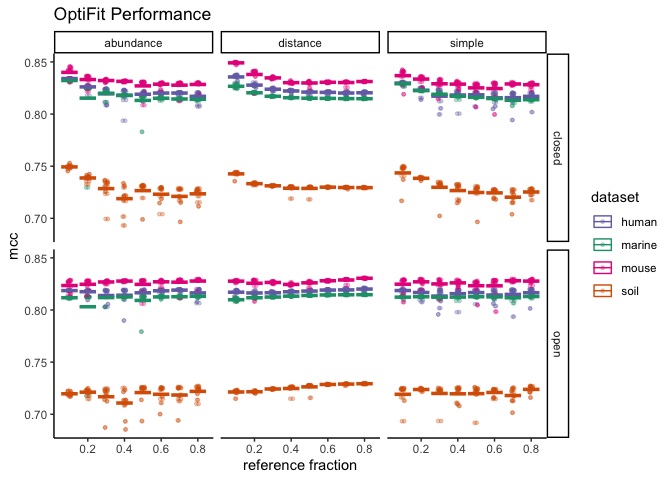 OptiFit Performance
abundance
distance
simple
0.85
0.80
0.75
0.70
closed
0.85
0.80
0.75
0.70
open
mcc
0.2 0.4 0.6 0.8
0.2 0.4 0.6 0.8
0.2 0.4 0.6 0.8
reference fraction
dataset
human
marine
mouse
soil